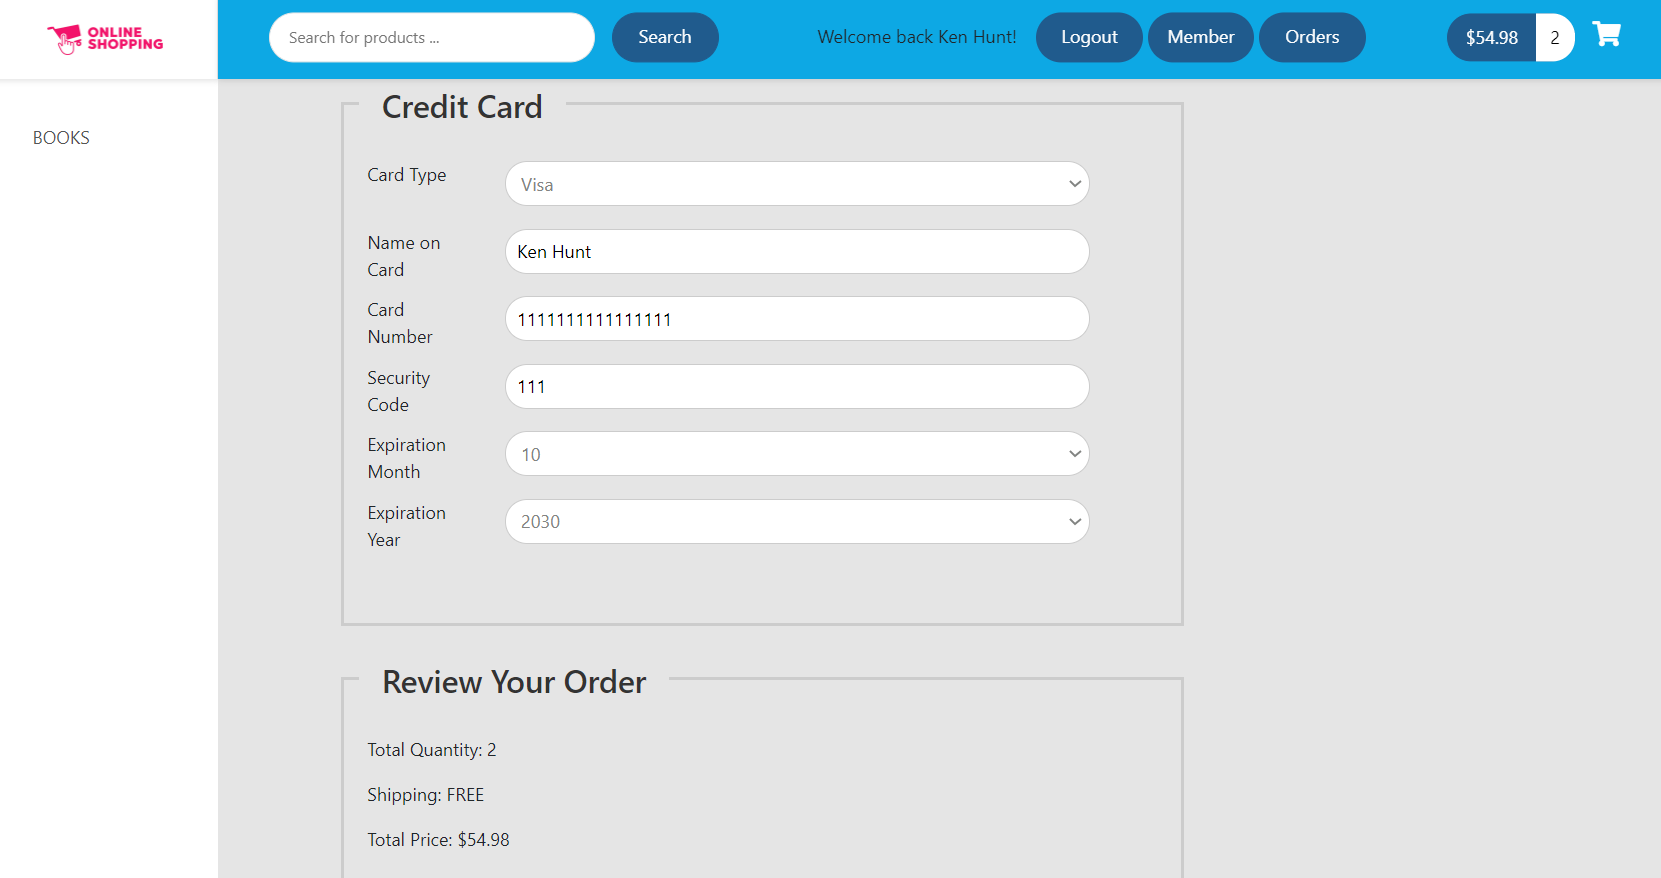 ONLINE
SHOPPING
Search for products ...
Search
Welcome back Ken Hunt!
Logout
Member
Orders
$54.98
2
BOOKS
Credit Card
Card Type
Visa
Name on
Card
Ken Hunt
Card
Number
1111111111111111
Security
Code
111
Expiration
Month
10
Expiration
Year
2030
Review Your Order
Total Quantity: 2
Shipping: FREE
Total Price: $54.98